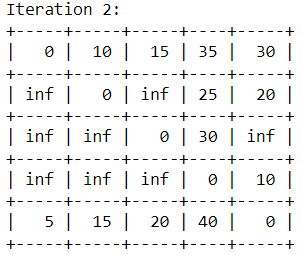 Iteration 2:
+-----+-----+-----+----+-----+
|   0 |  10 |  15 | 35 |  30 |
+-----+-----+-----+----+-----+
| inf |   0 | inf | 25 |  20 |
+-----+-----+-----+----+-----+
| inf | inf |   0 | 30 | inf |
+-----+-----+-----+----+-----+
| inf | inf | inf |  0 |  10 |
+-----+-----+-----+----+-----+
|   5 |  15 |  20 | 40 |   0 |
+-----+-----+-----+----+-----+